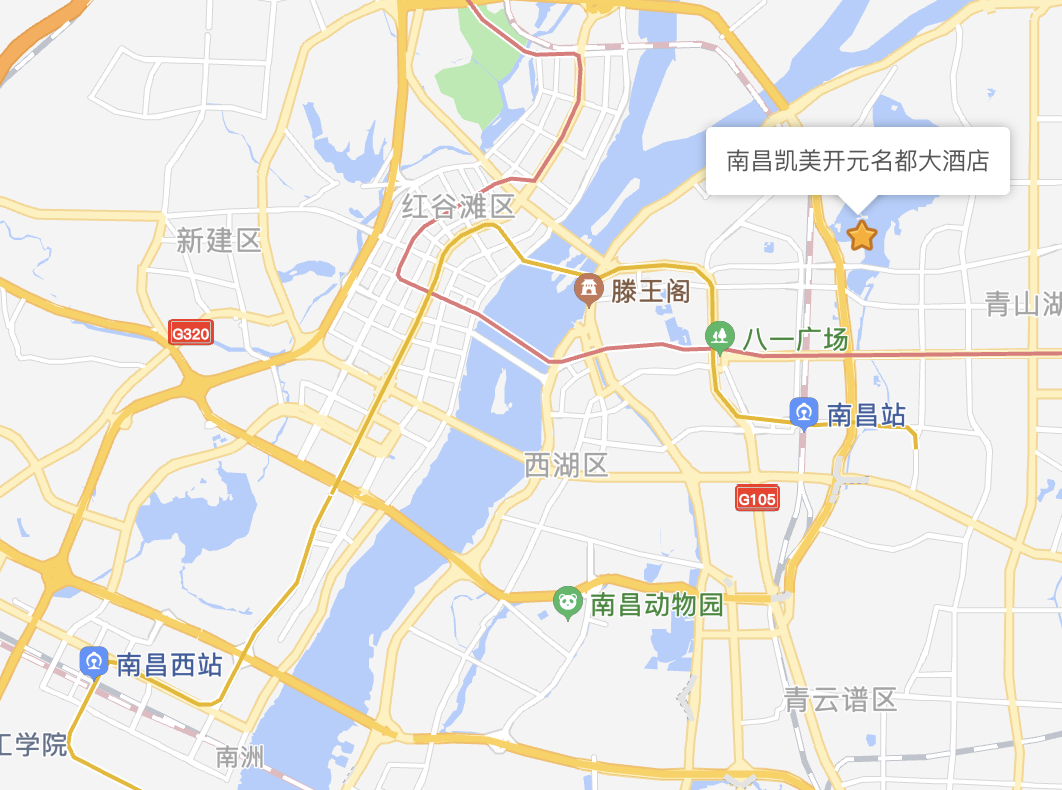 南昌凯美开元名都大酒店
红谷滩区
新建区
滕王阁
青山湖
G320
八一广场
南昌站
西湖区
G105
南昌动物园
南昌西站
青云谱区
工学院
南洲